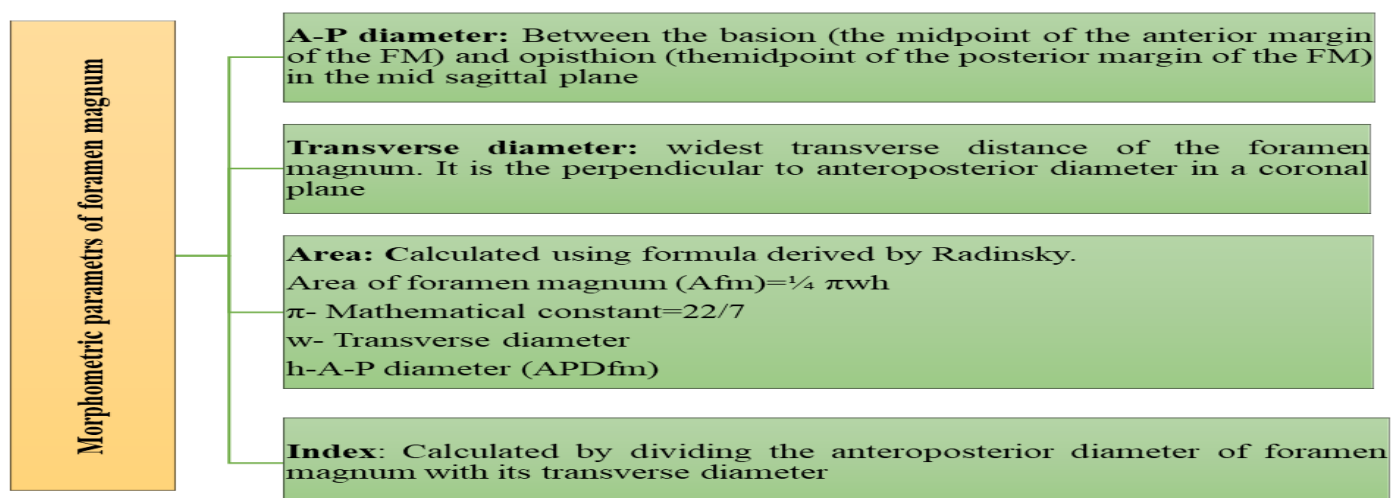 Morphometric parametrs of foramen magnum
A-P diameter: Between the basion (the midpoint of the anterior margin
of the FM) and opisthion (themidpoint of the posterior margin of the FM)
in the mid sagittal plane
Transverse diameter: widest transverse distance of the foramen
magnum. It is the perpendicular to anteroposterior diameter in a coronal
plane
Area: Calculated using formula derived by Radinsky.
Area of foramen magnum (Afm)=¼ πwh
π- Mathematical constant=22/7
w- Transverse diameter
h-A-P diameter (APDfm)
Index: Calculated by dividing the anteroposterior diameter of foramen
magnum with its transverse diameter